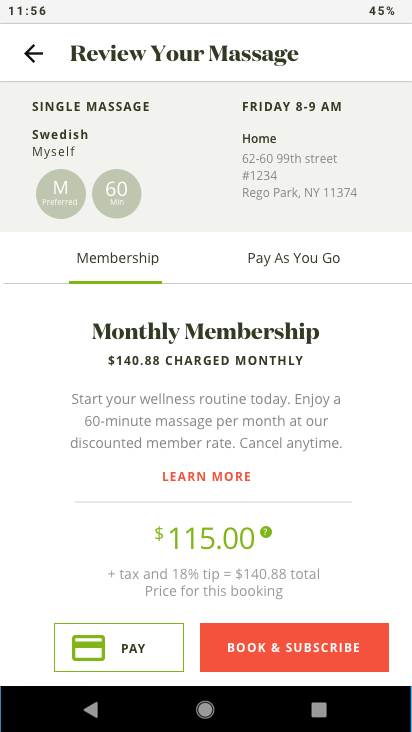 11:56 45%
Review Your Massage
SINGLE MASSAGE
Swedish
Myself
M
Preferred
60
Min
FRIDAY 8-9 AM
Home
62-60 99th street
#1234
Rego Park, NY 11374
Membership Pay As You Go
Monthly Membership
$140.88 CHARGED MONTHLY
Start your wellness routine today. Enjoy a
60-minute massage per month at our
discounted member rate. Cancel anytime.
LEARN MORE
$115.00 ?
+ tax and 18% tip = $140.88 total
Price for this booking
PAY BOOK & SUBSCRIBE